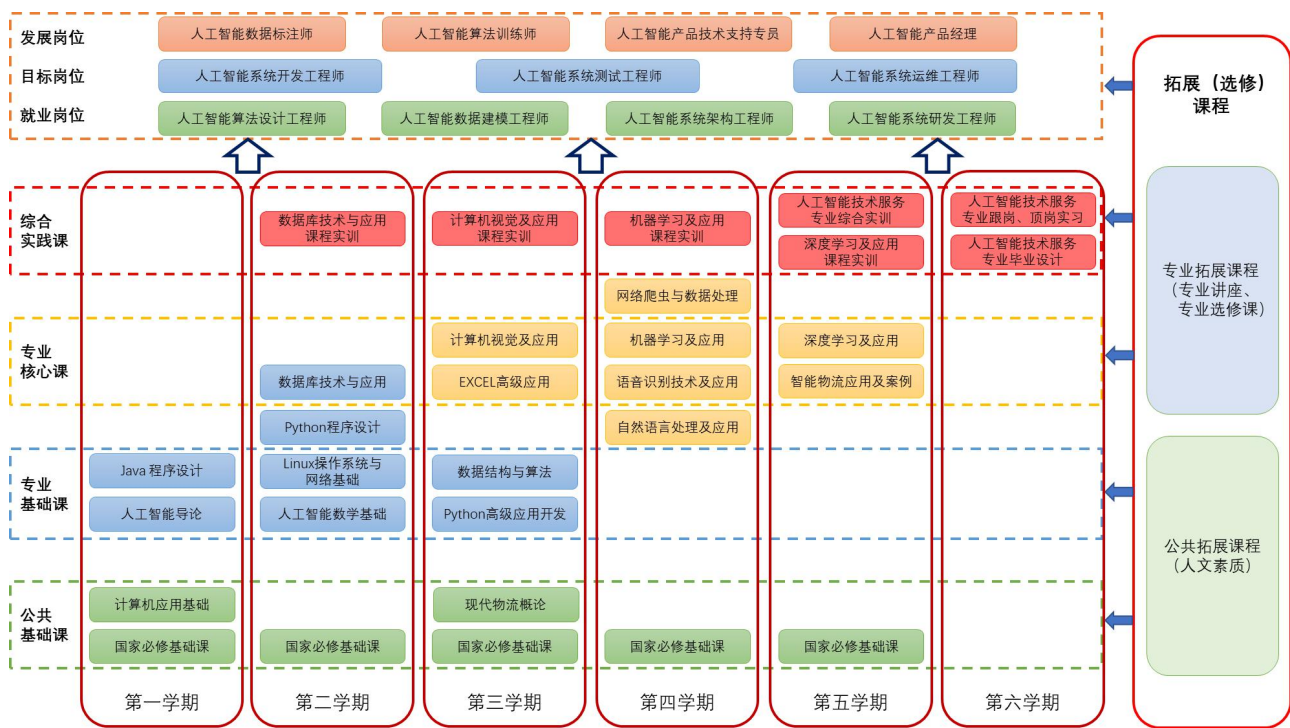 发展岗位
人工智能数据标注师
人工智能算法训练师
人工智能产品技术支持专员
人工智能产品经理
目标岗位
人工智能系统开发工程师
人工智能系统测试工程师
人工智能系统运维工程师
就业岗位
人工智能算法设计工程师
人工智能数据建模工程师
人工智能系统架构工程师
人工智能系统研发工程师
拓展（选修）
课程
综合
实践课
数据库技术与应用
课程实训
计算机视觉及应用
课程实训
机器学习及应用
课程实训
人工智能技术服务
专业综合实训
深度学习及应用
课程实训
人工智能技术服务
专业跟岗、顶岗实习
人工智能技术服务
专业毕业设计
专业拓展课程
（专业讲座、
专业选修课）
网络爬虫与数据处理
专业
核心课
计算机视觉及应用
机器学习及应用
深度学习及应用
数据库技术与应用
EXCEL高级应用
语音识别技术及应用
智能物流应用及案例
Python程序设计
自然语言处理及应用
专业
基础课
Java 程序设计
Linux操作系统与
网络基础
数据结构与算法
人工智能导论
人工智能数学基础
Python高级应用开发
公共拓展课程
（人文素质）
公共
基础课
计算机应用基础
现代物流概论
国家必修基础课
国家必修基础课
国家必修基础课
国家必修基础课
国家必修基础课
第一学期
第二学期
第三学期
第四学期
第五学期
第六学期